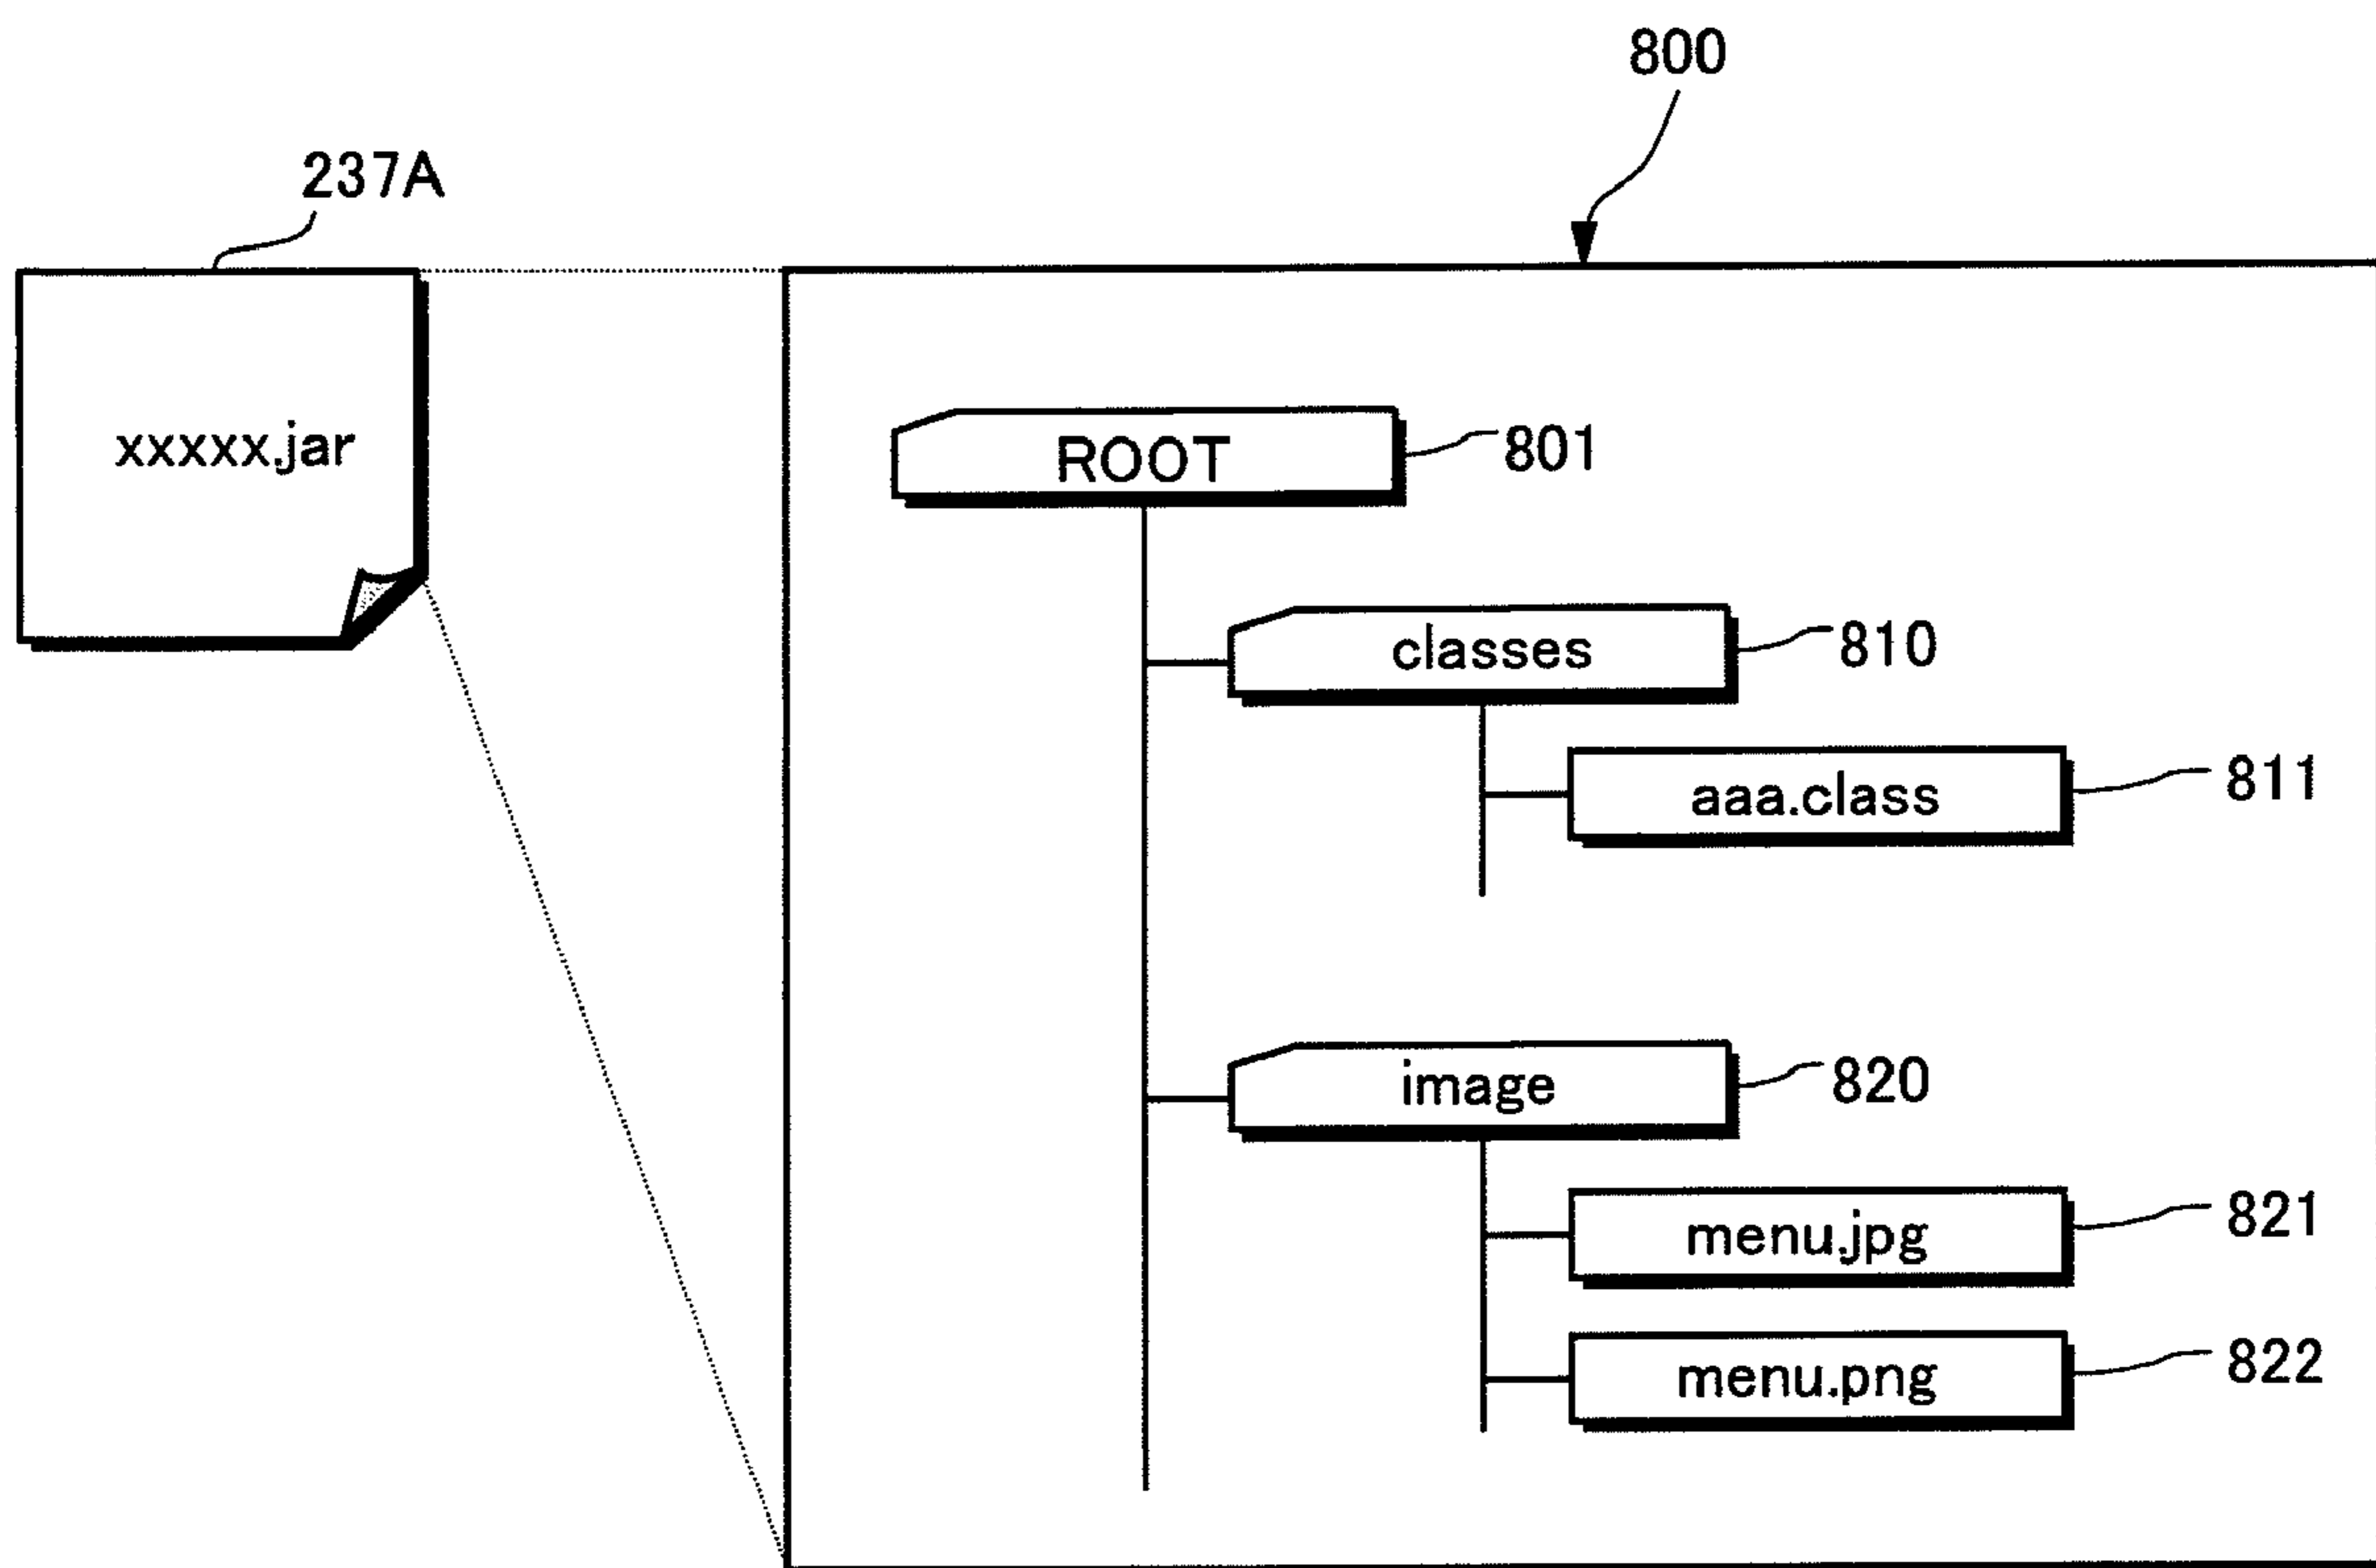 800
237A
xxxxx.jar
ROOT
801
classes
810
aaa.class
811
image
820
menu.jpg
821
menu.png
822